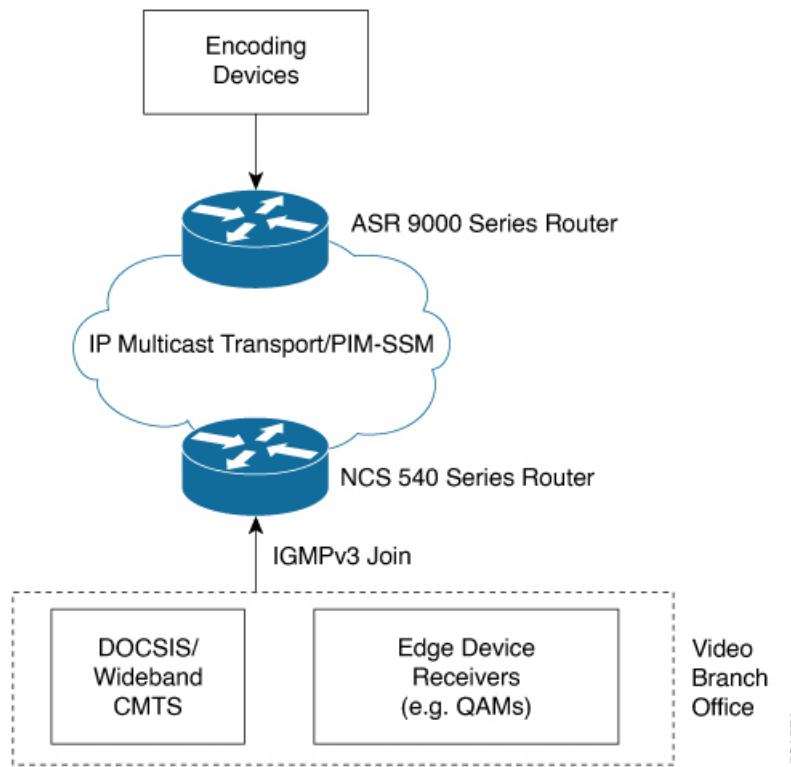 Encoding
Devices
ASR 9000 Series Router
IP Multicast Transport/PIM-SSM
NCS 540 Series Router
IGMPv3 Join
DOCSIS/
Wideband
CMTS
Edge Device
Receivers
(e.g. QAMs)
Video
Branch
Office